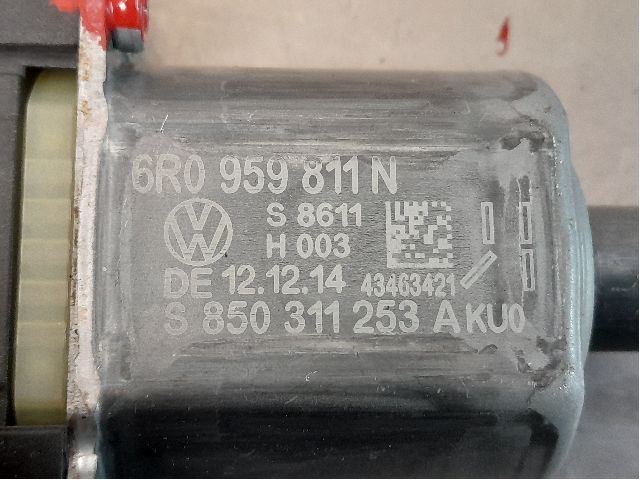 6R0 959 811 N
S 8611
H 003
DE 12.12.14 43463421
S 850 311 253 A KU0